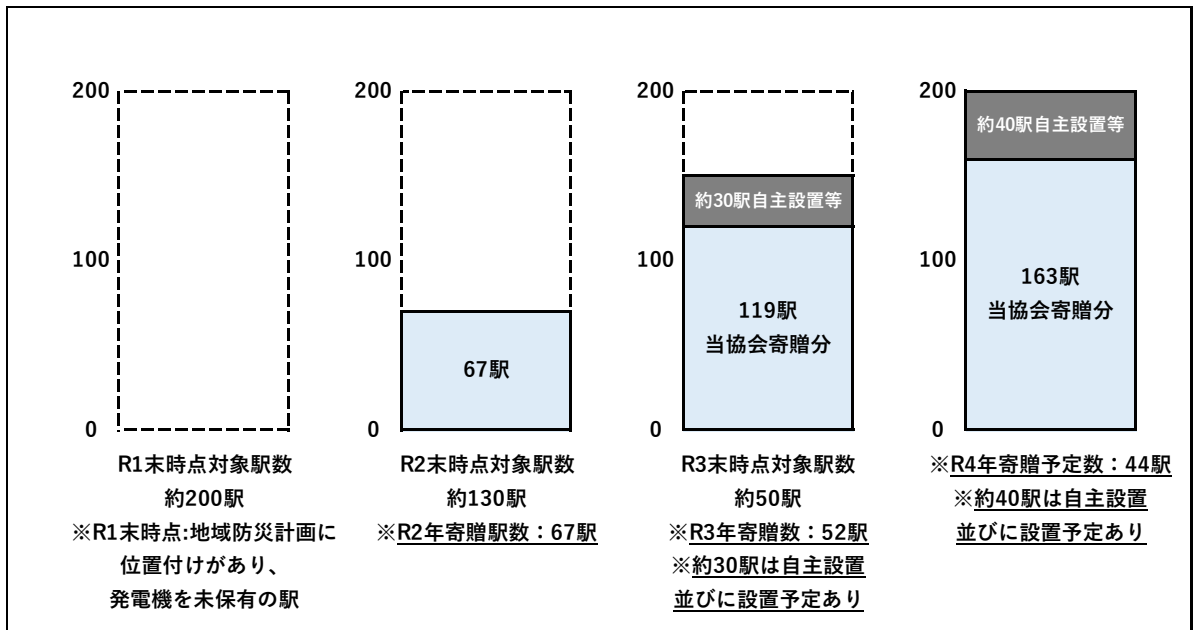 200
100
0
R1末時点対象駅数
約200駅
※R1末時点:地域防災計画に
位置付けがあり、
発電機を未保有の駅
200
100
0
67駅
R2末時点対象駅数
約130駅
※R2年寄贈駅数：67駅
200
100
0
約30駅自主設置等
119駅
当協会寄贈分
R3末時点対象駅数
約50駅
※R3年寄贈数：52駅
※約30駅は自主設置
並びに設置予定あり
200
100
0
約40駅自主設置等
163駅
当協会寄贈分
※R4年寄贈予定数：44駅
※約40駅は自主設置
並びに設置予定あり